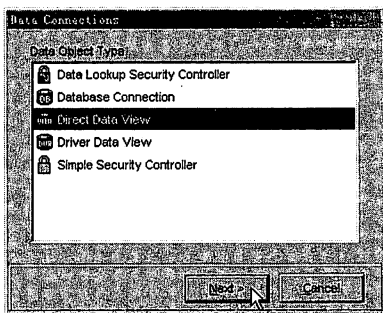 Data Connections
Data Object Type:
Data Lookup Security Controller
Database Connection
Direct Data View
Driver Data View
Simple Security Controller
Next >
Cancel